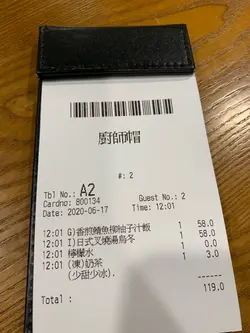 廚師帽
#: 2
Tbl No.: A2
Cardno: 800134 Guest No.: 2
Date: 2020-06-17 Time: 12:01
12:01 G)香煎鯖魚柳柚子汁飯 1 58.0
12:01 I)日式叉燒湯烏冬 1 58.0
12:01 檸檬水 1 0.0
12:01 (凍)奶茶 1 3.0
(少甜少冰).
------
Total : 119.0